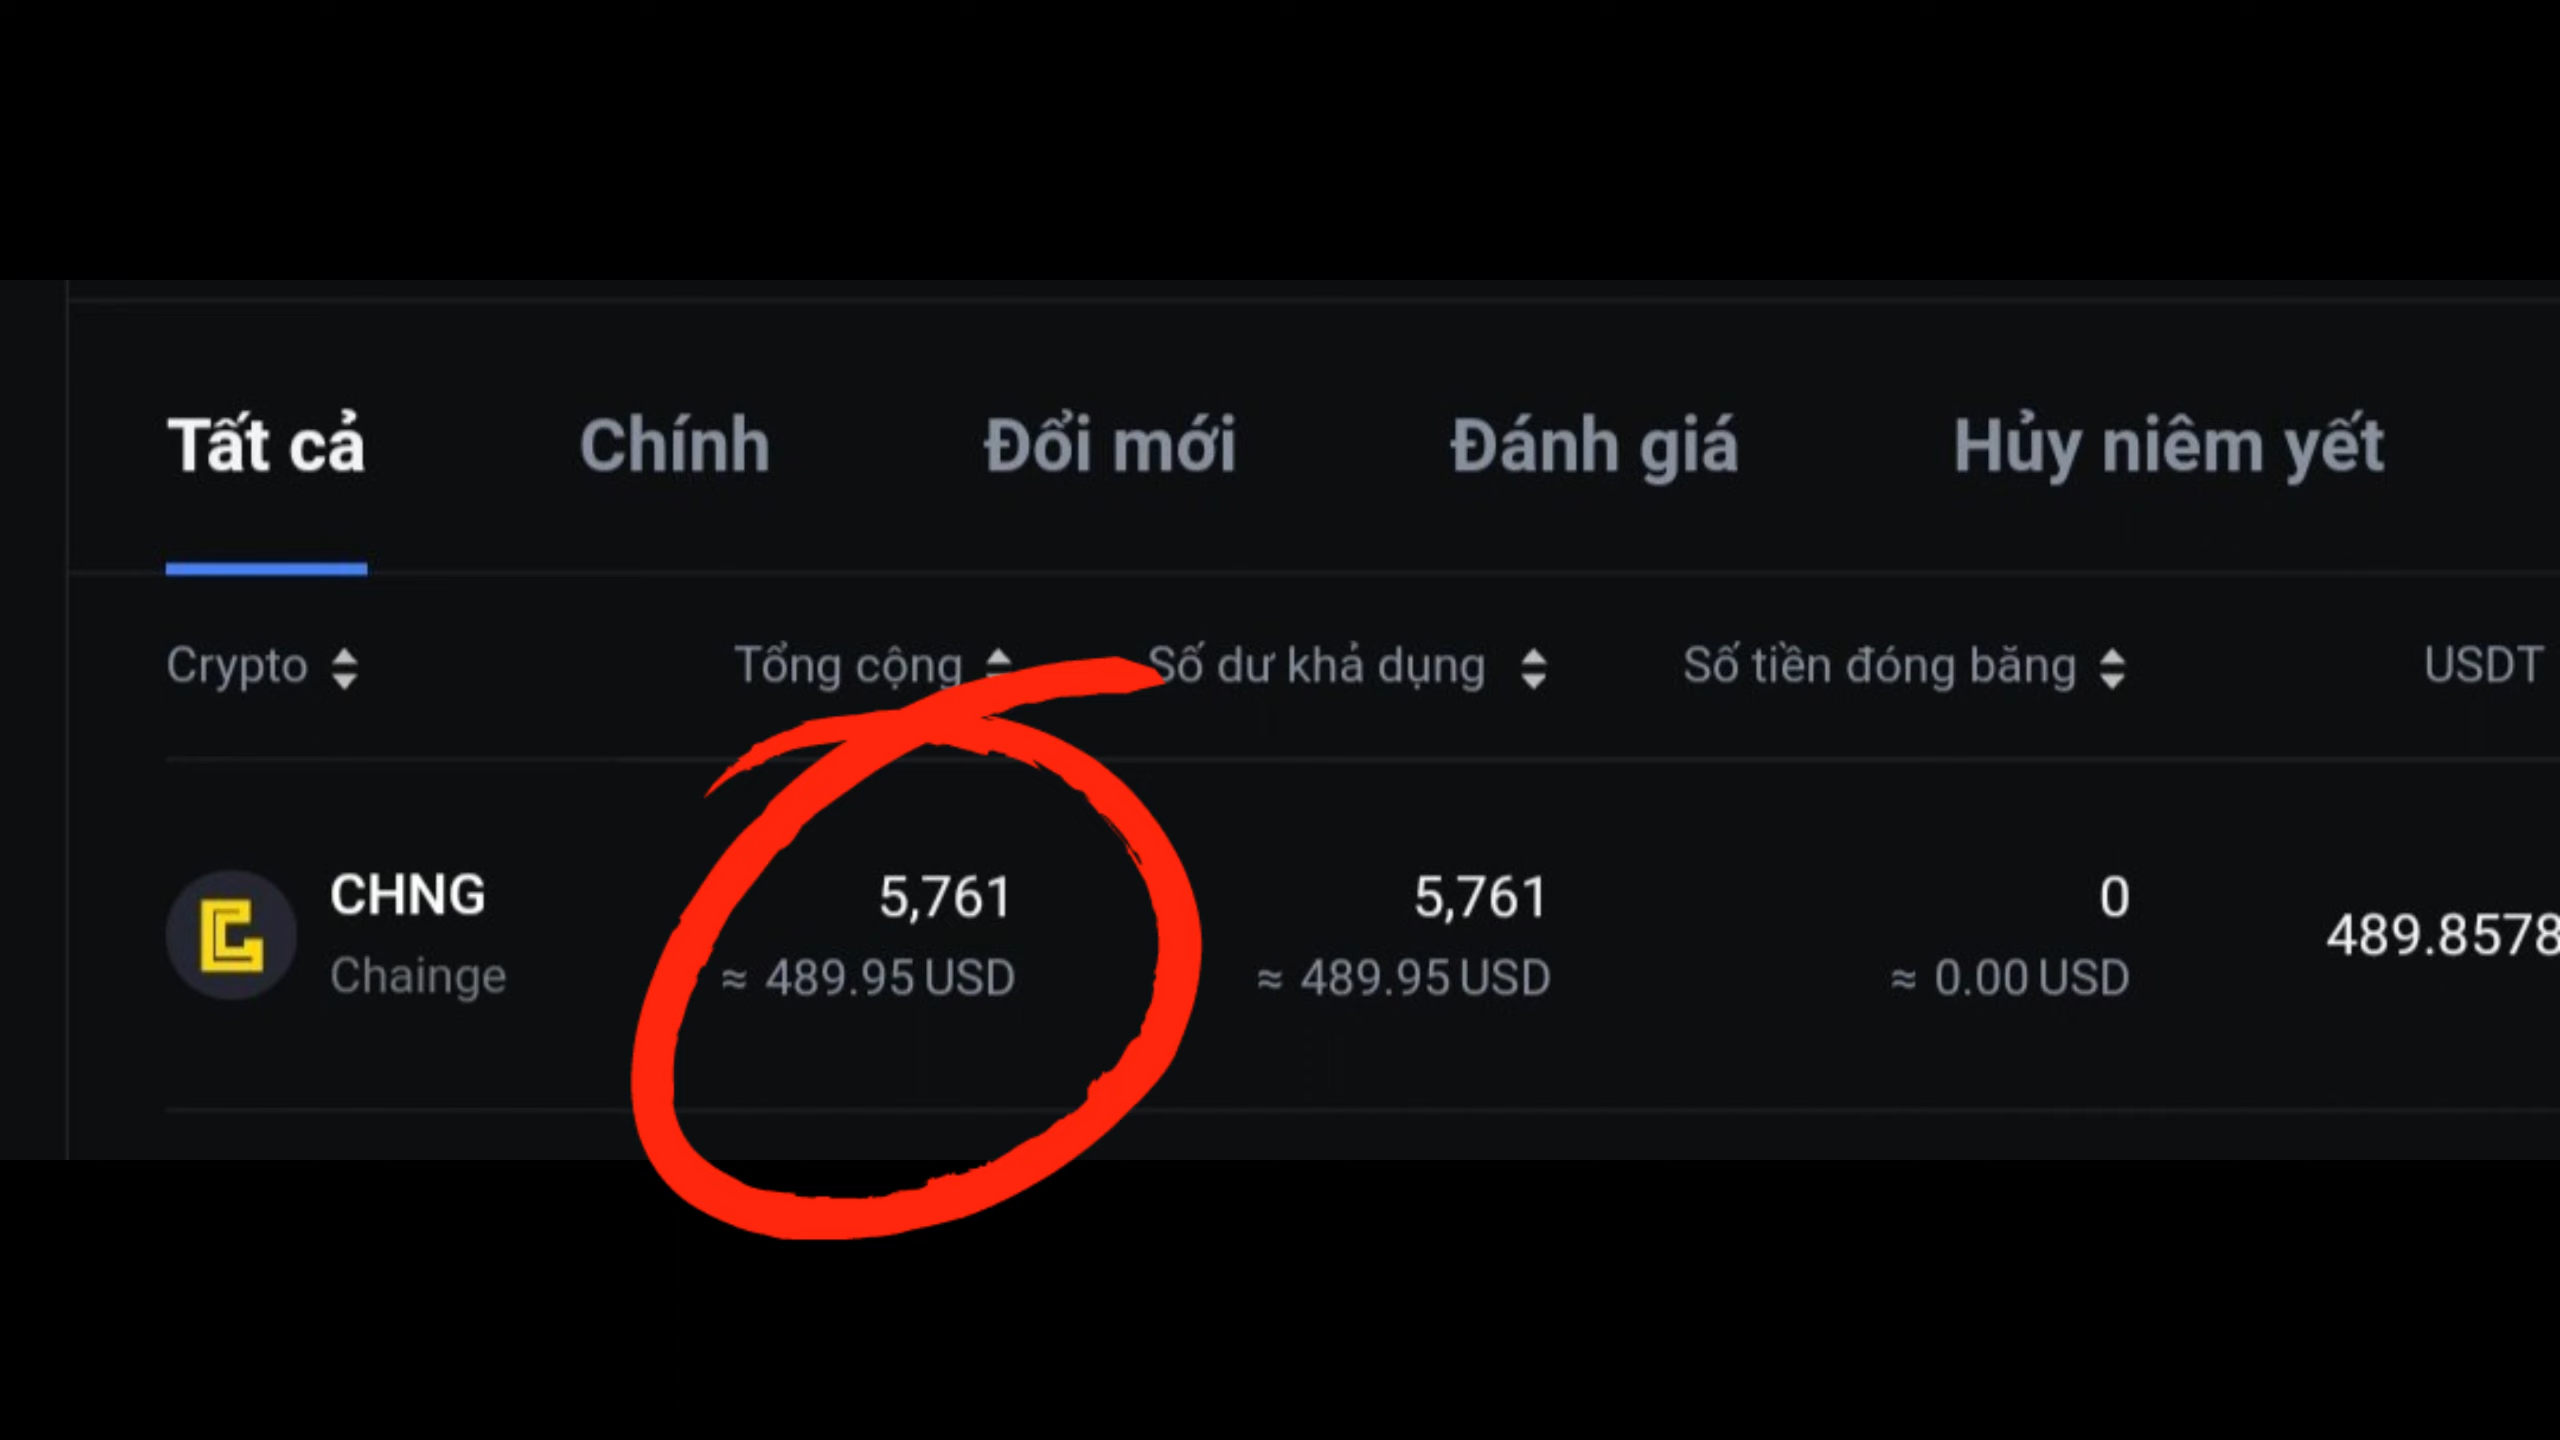 Tất cả Chính Đổi mới Đánh giá Hủy niêm yết
Crypto Tổng cộng Số dư khả dụng Số tiền đóng băng USDT
CHNG 5,761 5,761 0 489.8578
Chainge ≈ 489.95 USD ≈ 489.95 USD ≈ 0.00 USD